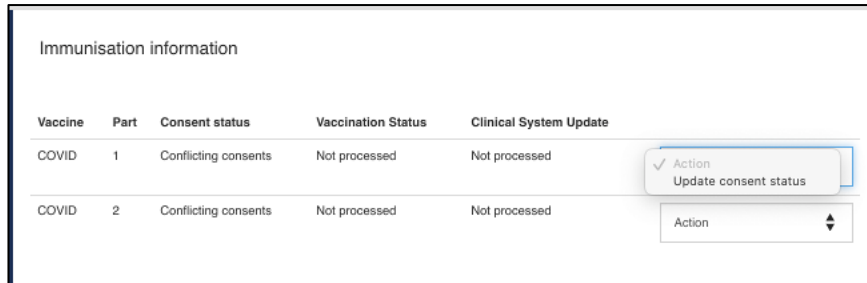 Immunisation information
Vaccine Part Consent status Vaccination Status Clinical System Update
COVID 1 Conflicting consents Not processed Not processed
Action
Update consent status
COVID 2 Conflicting consents Not processed Not processed
Action